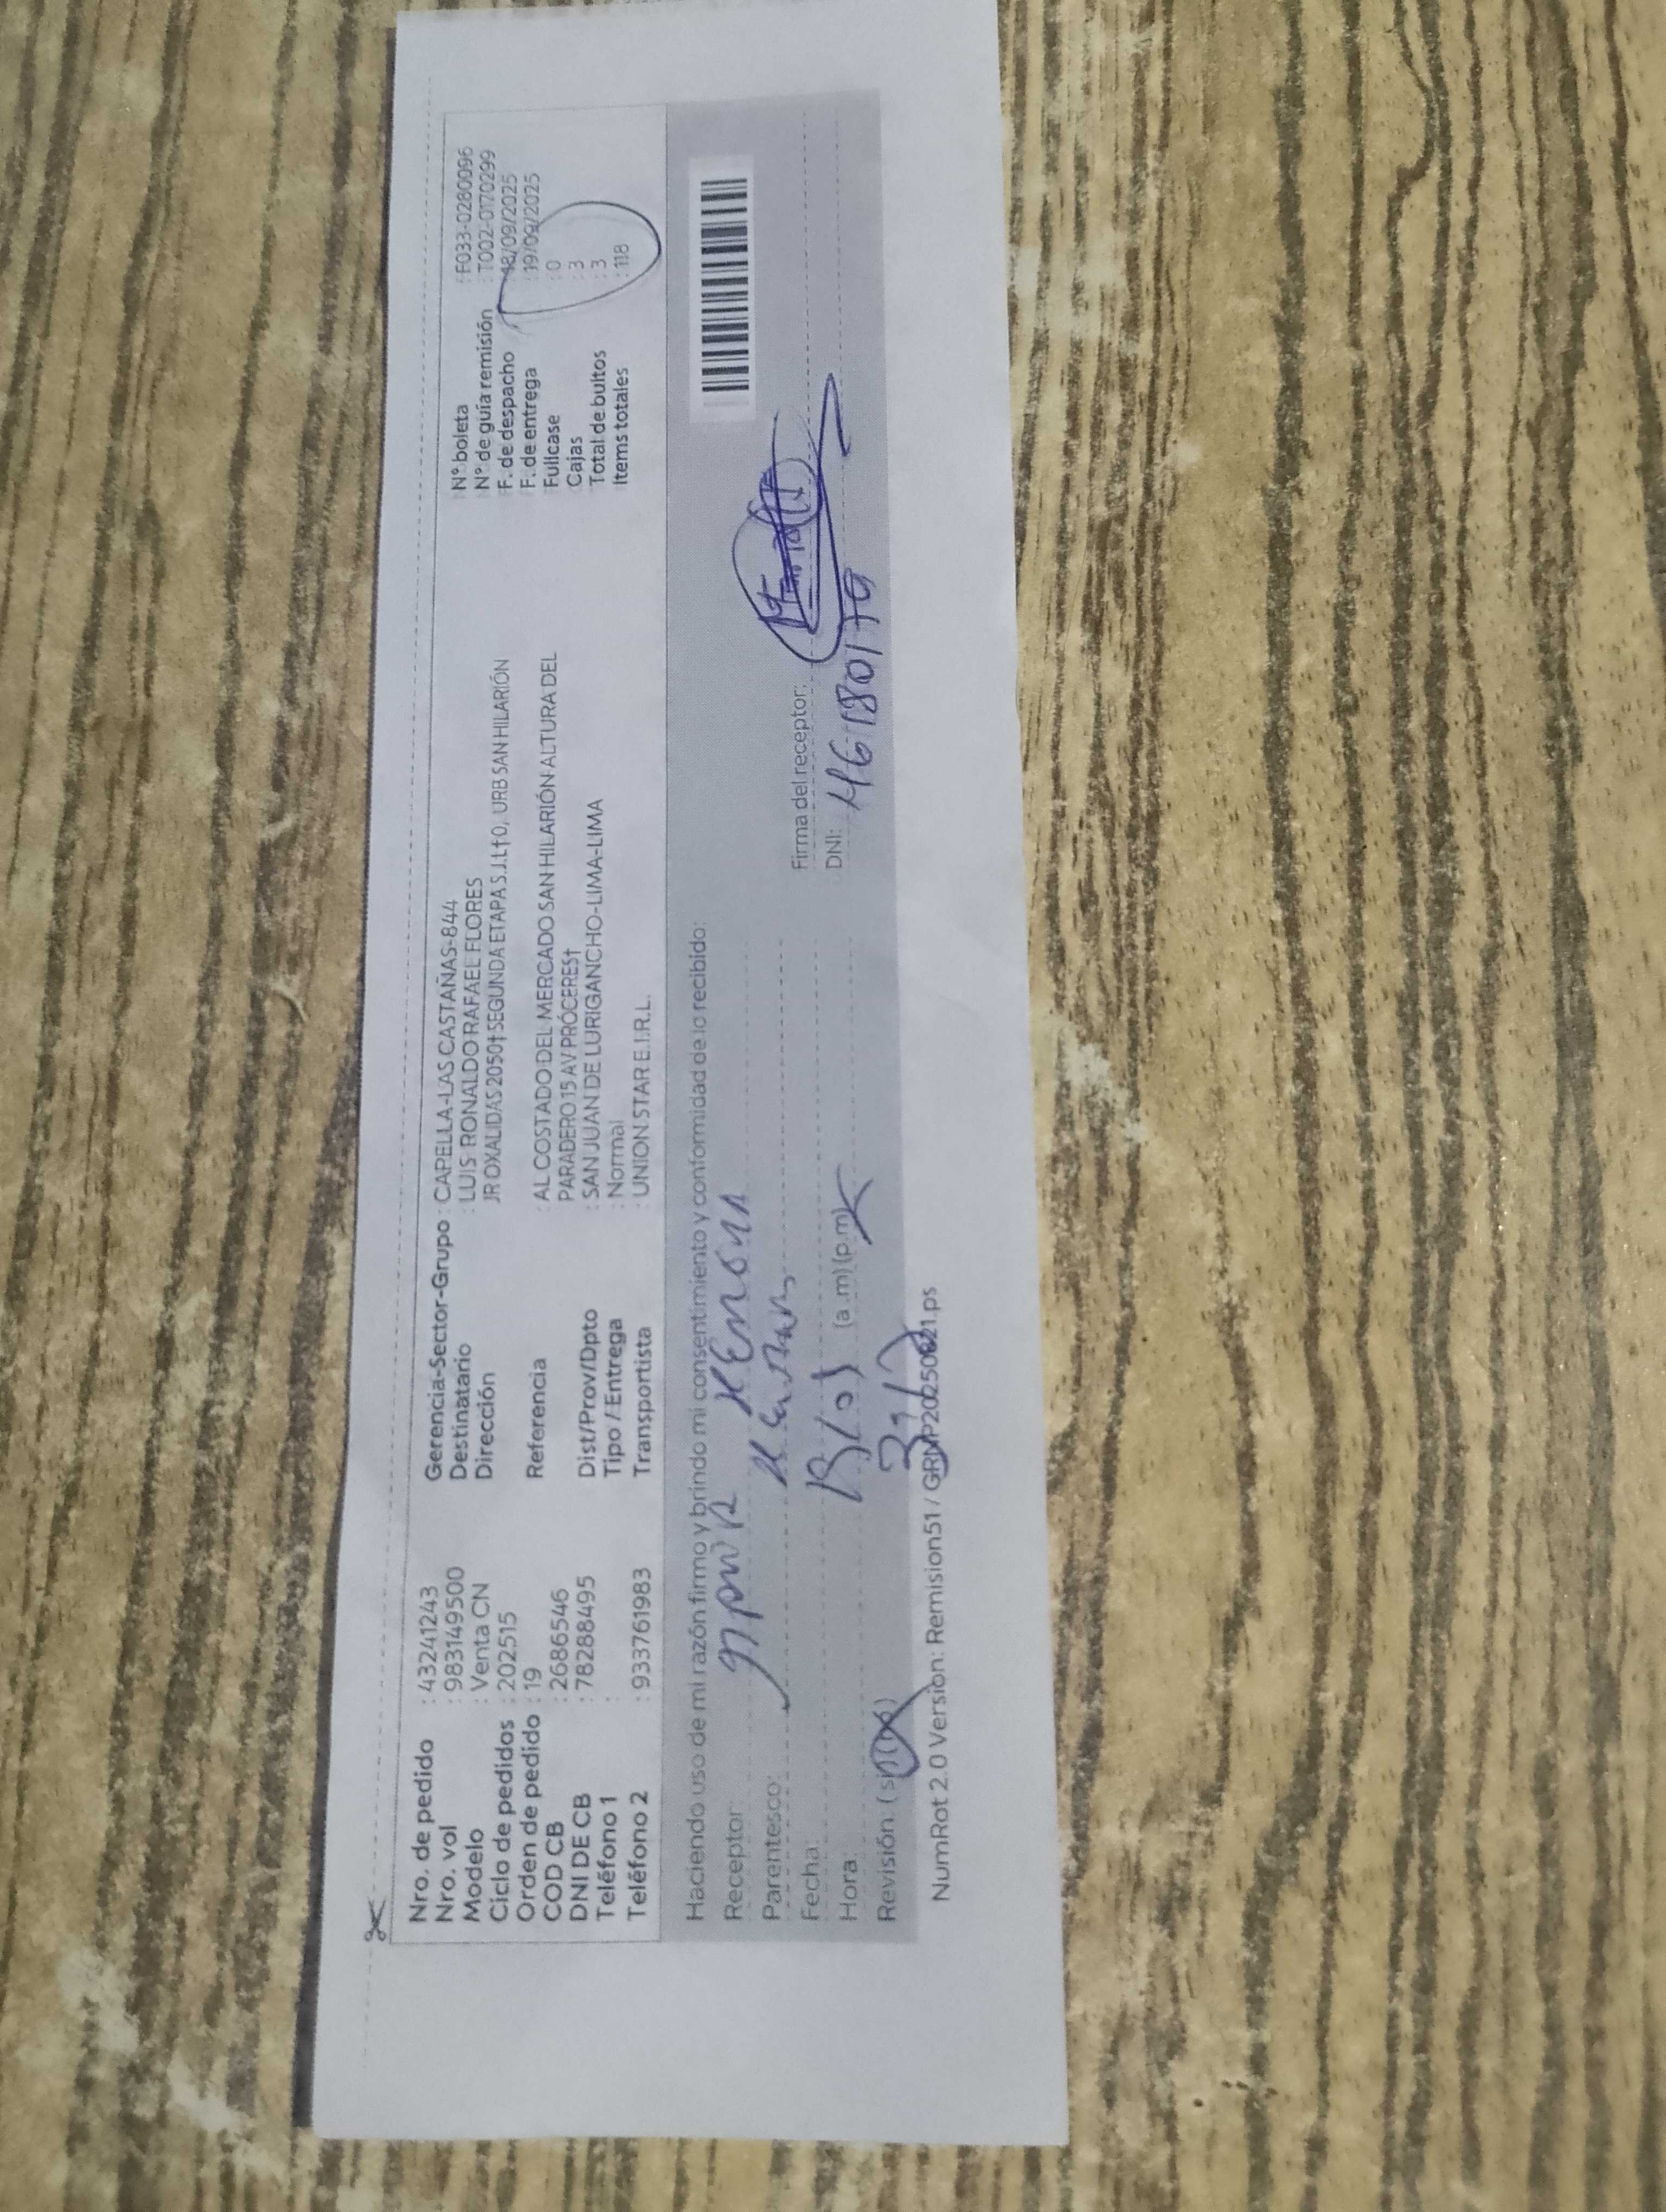 Nro. de pedido : 43241243
Nro. vol : 983149500
Modelo : Venta CN
Ciclo de pedidos : 202515
Orden de pedido : 19
COD CB : 2686546
DNI DE CB : 78288495
Teléfono 1 :
Teléfono 2 : 933761983
Gerencia-Sector-Grupo : CAPELLA-LAS CASTAÑAS-844
Destinatario : LUIS RONALDO RAFAEL FLORES
Dirección JR OXALIDAS 2050† SEGUNDA ETAPA S.J.L†0, URB SAN HILARIÓN
Referencia : AL COSTADO DEL MERCADO SAN HILARIÓN ALTURA DEL
PARADERO 15 AV PRÓCERES†
Dist/Prov/Dpto : SAN JUAN DE LURIGANCHO-LIMA-LIMA
Tipo / Entrega : Normal
Transportista : UNION STAR E.I.R.L.
N° boleta : F033-0280096
N° de guía remisión : T002-0170299
F. de despacho : 18/09/2025
F. de entrega : 19/09/2025
Fullcase : 0
Cajas : 3
Total de bultos : 3
Items totales : 118
Haciendo uso de mi razón firmo y brindo mi consentimiento y conformidad de lo recibido:
Receptor:
Parentesco:
Fecha:
Hora: (a.m) (p.m)
Revisión: ( si )
Firma del receptor:
DNI: 46180179
NumRot 2.0 Version: Remision51 /